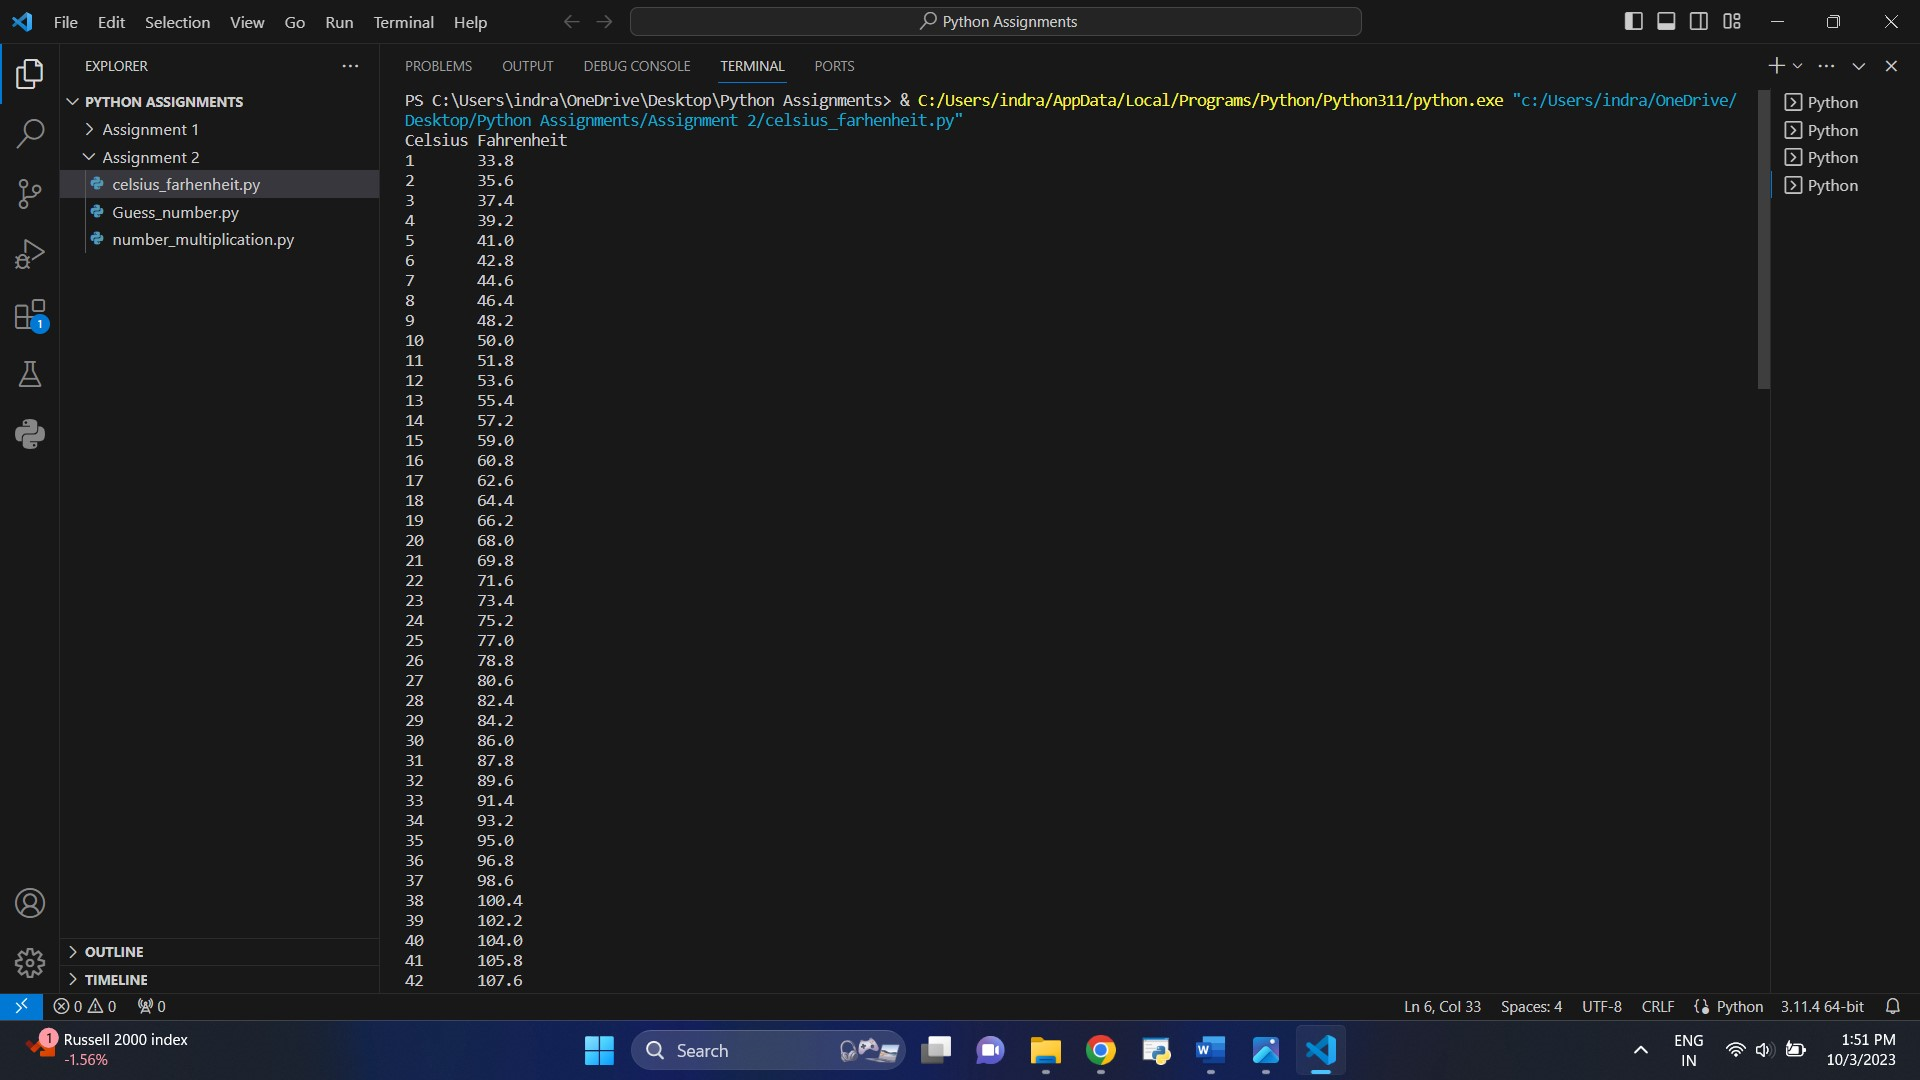 File Edit Selection View Go Run Terminal Help
Python Assignments
EXPLORER
PYTHON ASSIGNMENTS
Assignment 1
Assignment 2
celsius_farhenheit.py
Guess_number.py
number_multiplication.py
OUTLINE
TIMELINE
1
PROBLEMS OUTPUT DEBUG CONSOLE TERMINAL PORTS
PS C:\Users\indra\OneDrive\Desktop\Python Assignments> & C:/Users/indra/AppData/Local/Programs/Python/Python311/python.exe "c:/Users/indra/OneDrive/
Desktop/Python Assignments/Assignment 2/celsius_farhenheit.py"
Celsius Fahrenheit
1 33.8
2 35.6
3 37.4
4 39.2
5 41.0
6 42.8
7 44.6
8 46.4
9 48.2
10 50.0
11 51.8
12 53.6
13 55.4
14 57.2
15 59.0
16 60.8
17 62.6
18 64.4
19 66.2
20 68.0
21 69.8
22 71.6
23 73.4
24 75.2
25 77.0
26 78.8
27 80.6
28 82.4
29 84.2
30 86.0
31 87.8
32 89.6
33 91.4
34 93.2
35 95.0
36 96.8
37 98.6
38 100.4
39 102.2
40 104.0
41 105.8
42 107.6
Python
Python
Python
Python
0 0 0
Ln 6, Col 33 Spaces: 4 UTF-8 CRLF {} Python 3.11.4 64-bit
1
Russell 2000 index
-1.56%
Search
W
ENG
IN
1:51 PM
10/3/2023